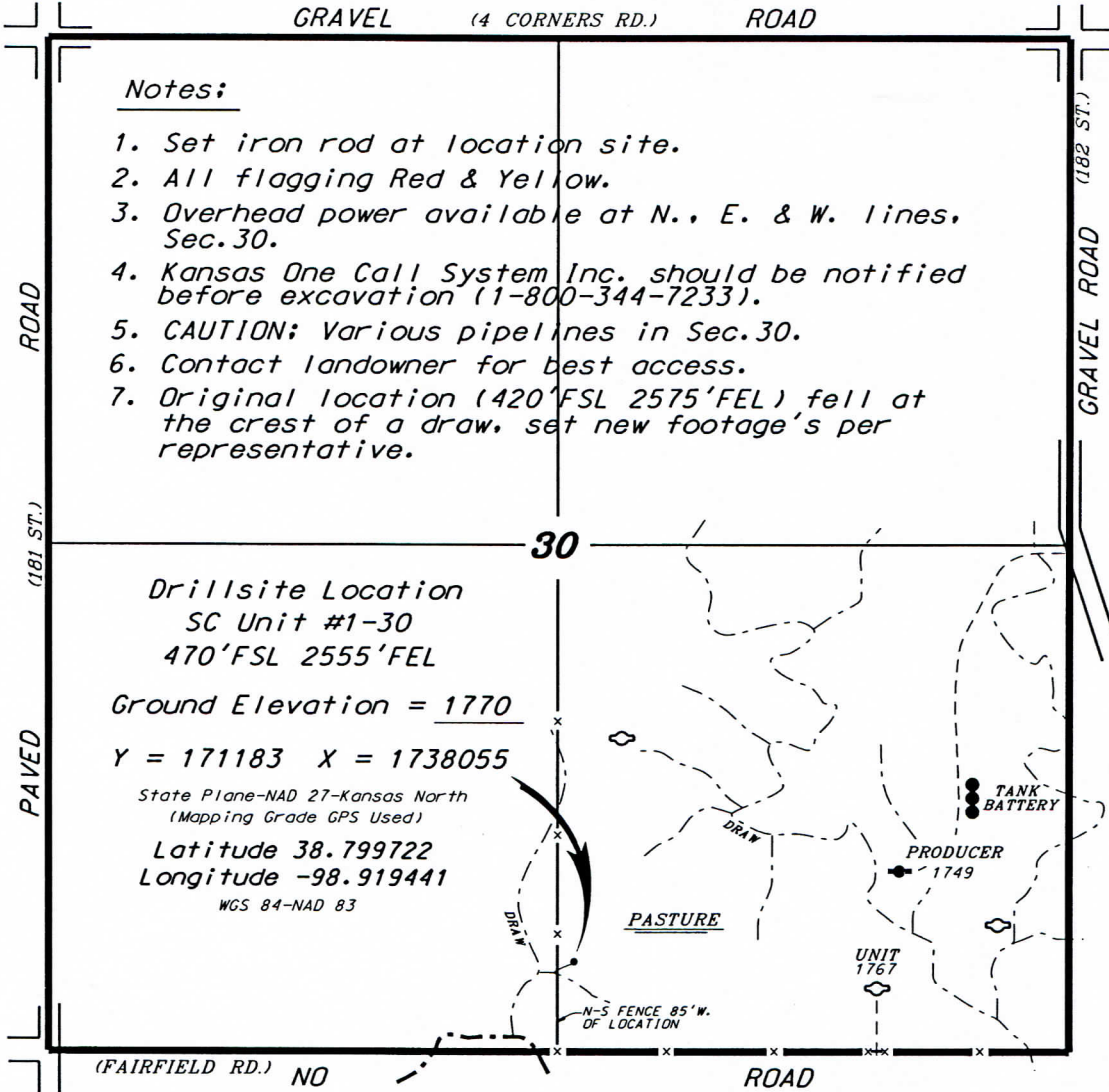 GRAVEL (4 CORNERS RD.) ROAD
Notes:
1. Set iron rod at location site.
2. All flagging Red & Yellow.
3. Overhead power available at N., E. & W. lines,
Sec.30.
4. Kansas One Call System Inc. should be notified
before excavation (1-800-344-7233).
5. CAUTION: Various pipelines in Sec.30.
6. Contact landowner for best access.
7. Original location (420'FSL 2575'FEL) fell at
the crest of a draw, set new footage's per
representative.
(182 ST.)
GRAVEL ROAD
ROAD
(181 ST.)
PAVED
30
Drillsite Location
SC Unit #1-30
470'FSL 2555'FEL
Ground Elevation = 1770
Y = 171183 X = 1738055
State Plane-NAD 27-Kansas North
(Mapping Grade GPS Used)
Latitude 38.799722
Longitude -98.919441
WGS 84-NAD 83
TANK
BATTERY
DRAW
PRODUCER
1749
DRAW
PASTURE
UNIT
1767
N-S FENCE 85'W.
OF LOCATION
(FAIRFIELD RD.) NO ROAD